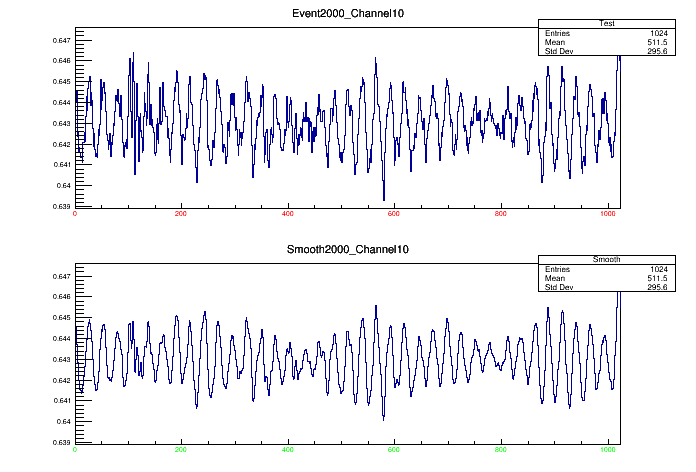 Event2000_Channel10
Test
Entries 1024
Mean 511.5
Std Dev 295.6
0.647
0.646
0.645
0.644
0.643
0.642
0.641
0.64
0.639
0 200 400 600 800 1000
Smooth2000_Channel10
Smooth
Entries 1024
Mean 511.5
Std Dev 295.6
0.647
0.646
0.645
0.644
0.643
0.642
0.641
0.64
0.639
0 200 400 600 800 1000